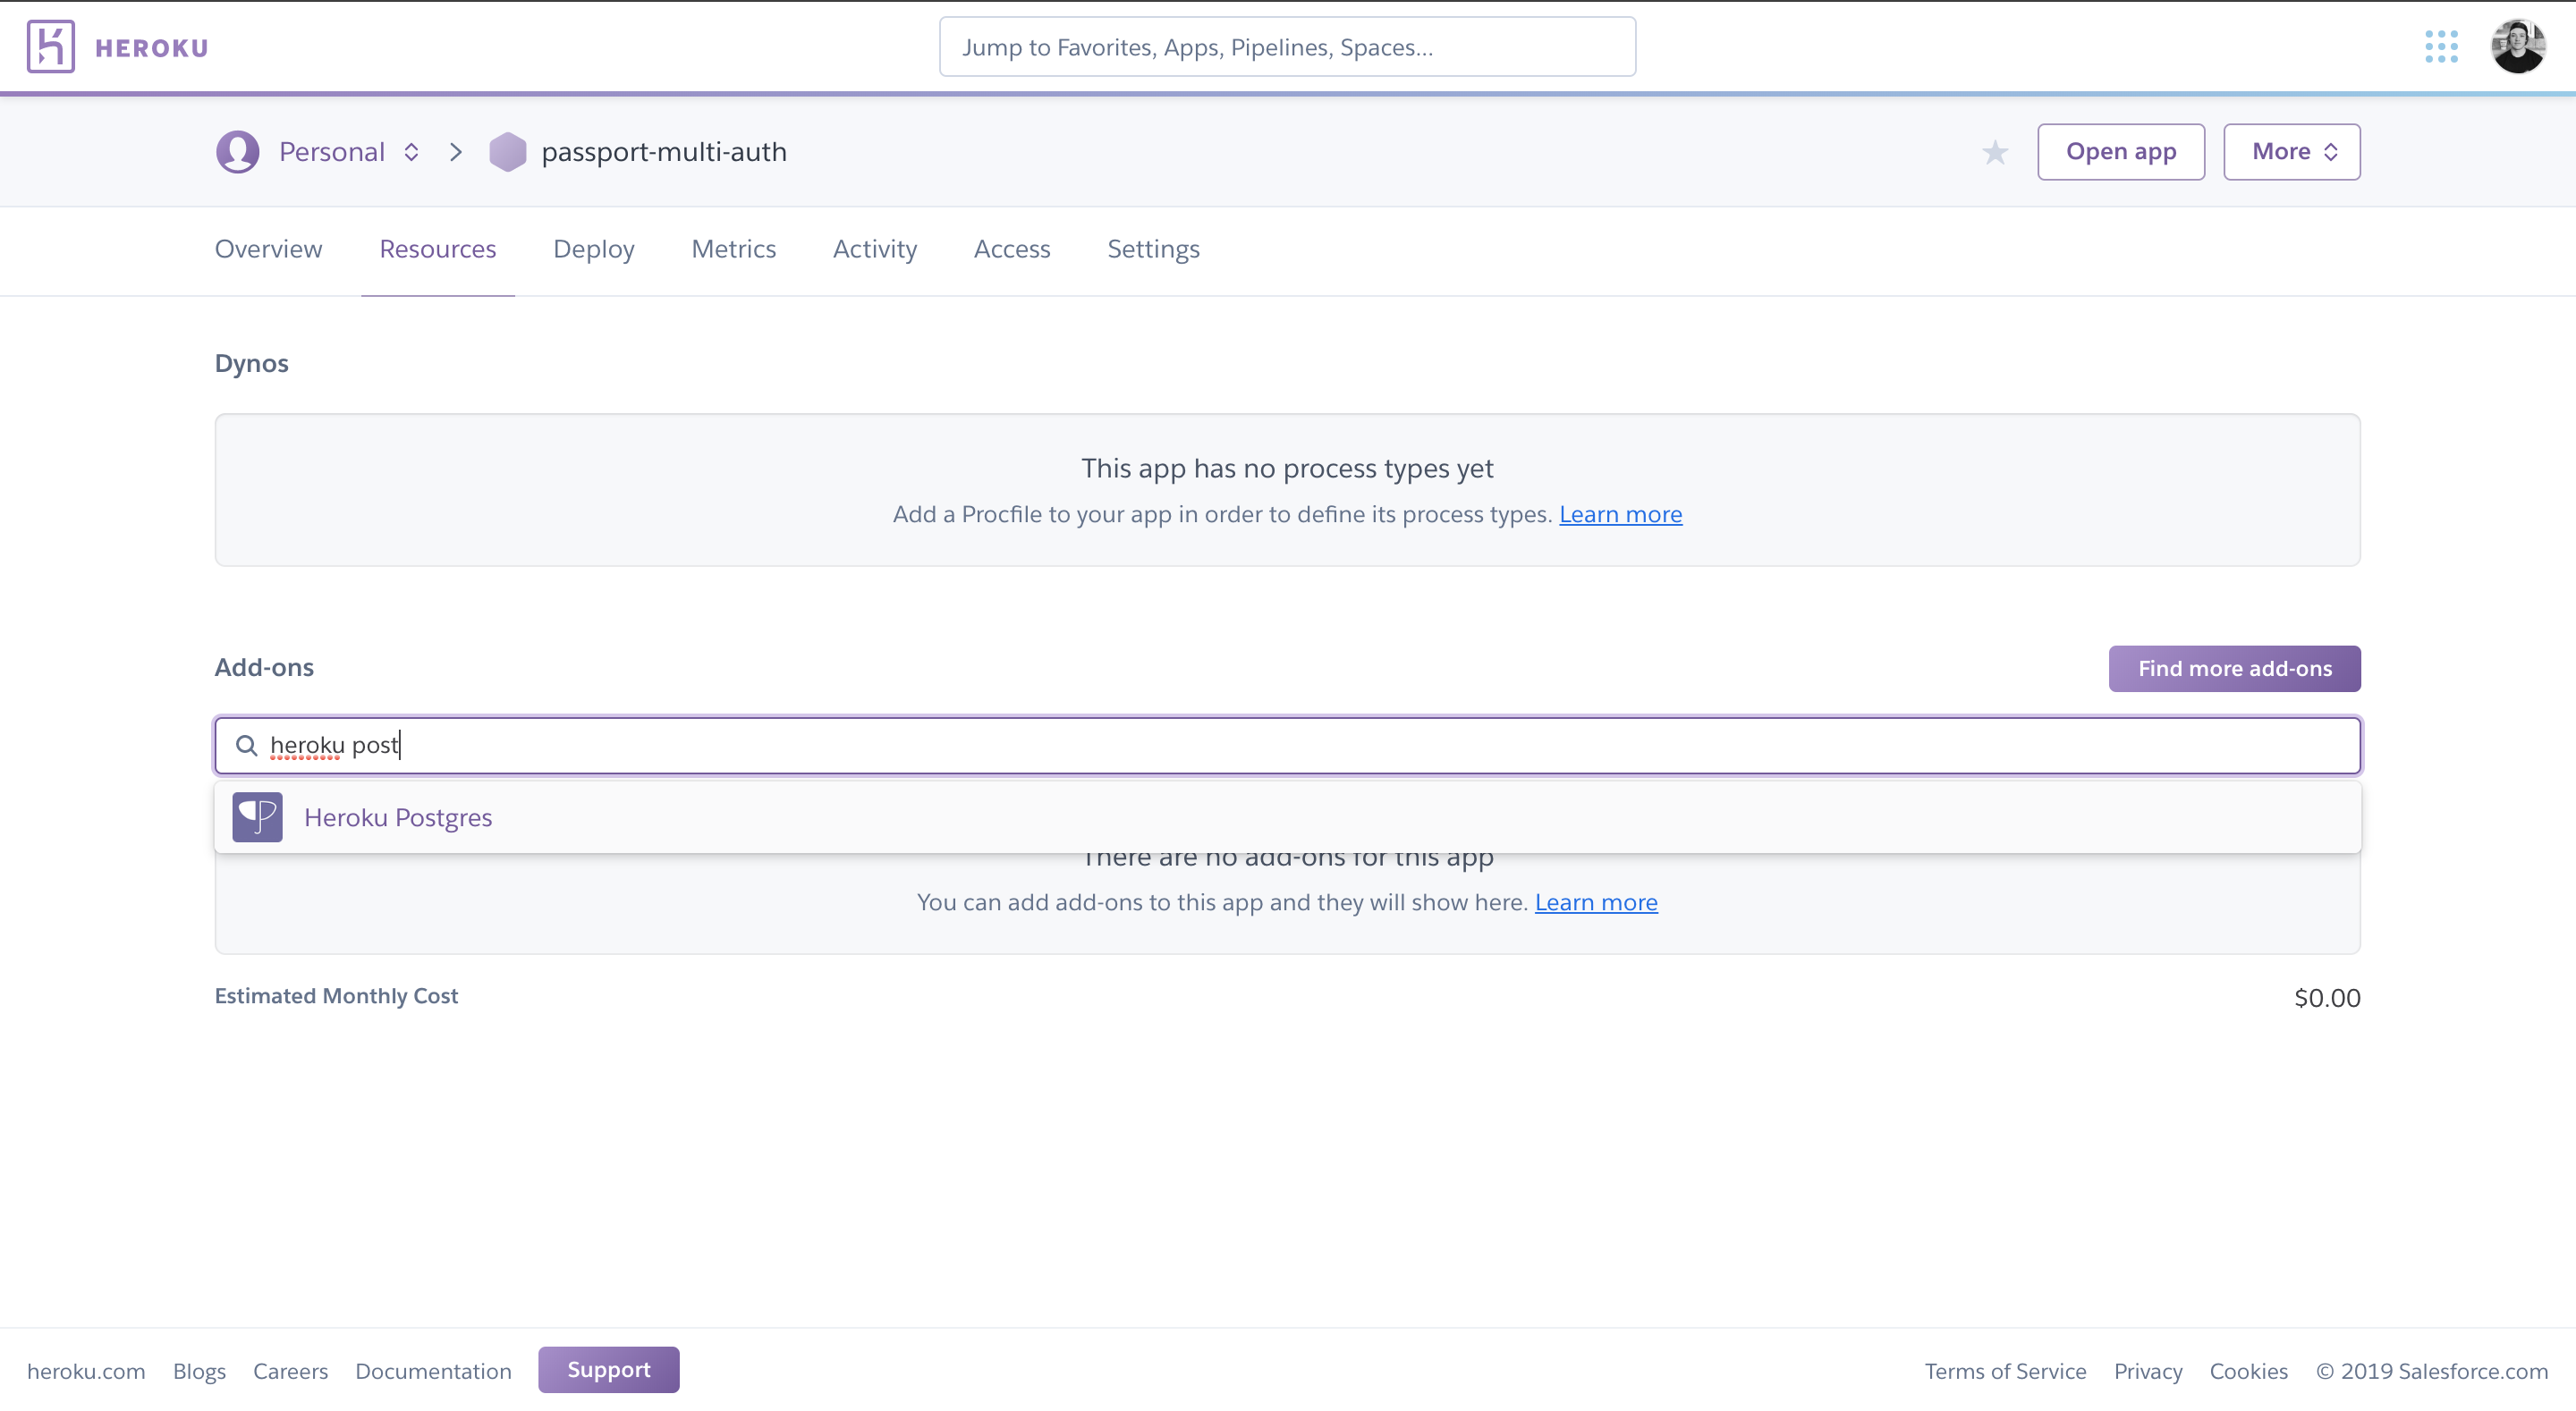 HEROKU
Jump to Favorites, Apps, Pipelines, Spaces...
Personal
passport-multi-auth
Open app
More
Overview
Resources
Deploy
Metrics
Activity
Access
Settings
Dynos
This app has no process types yet
Add a Procfile to your app in order to define its process types. Learn more
Add-ons
Find more add-ons
heroku post
Heroku Postgres
There are no add-ons for this app
You can add add-ons to this app and they will show here. Learn more
Estimated Monthly Cost
$0.00
heroku.com
Blogs
Careers
Documentation
Support
Terms of Service
Privacy
Cookies
© 2019 Salesforce.com